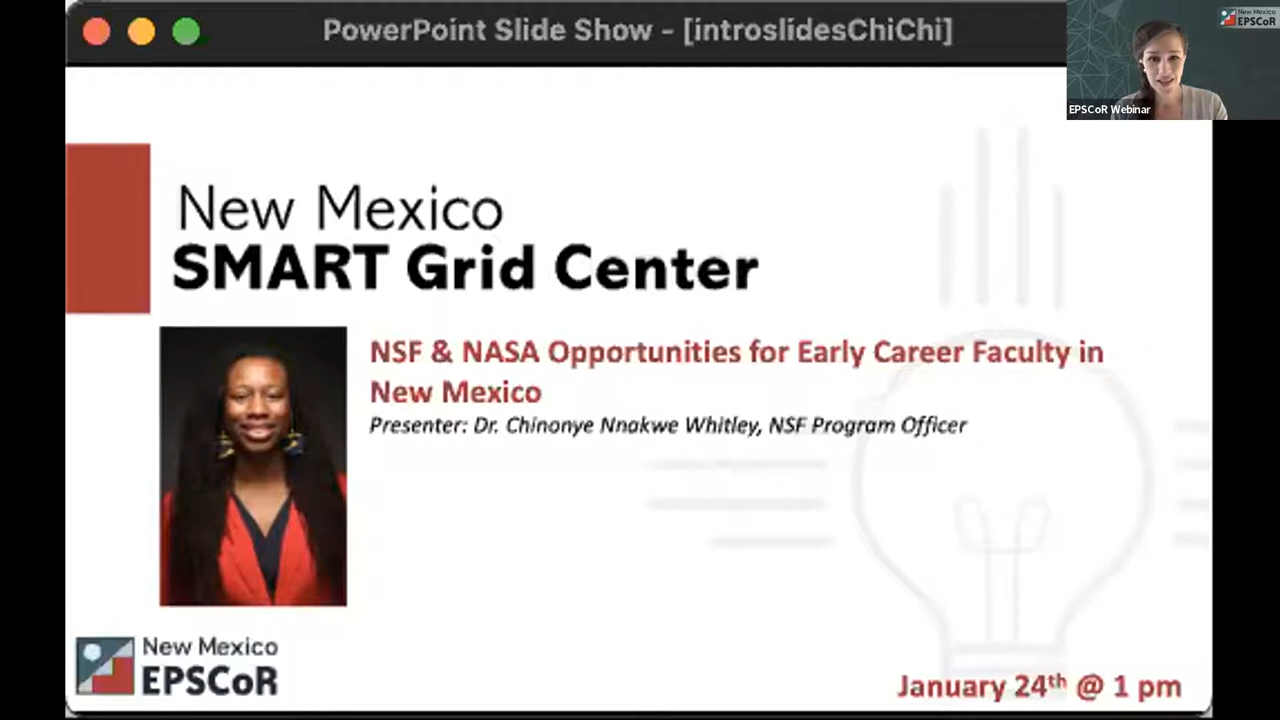 PowerPoint Slide Show - [introslidesChiChi]
New Mexico
EPSCoR
EPSCoR Webinar
New Mexico
SMART Grid Center
NSF & NASA Opportunities for Early Career Faculty in
New Mexico
Presenter: Dr. Chinonye Nnakwe Whitley, NSF Program Officer
New Mexico
EPSCoR
January 24th @ 1 pm